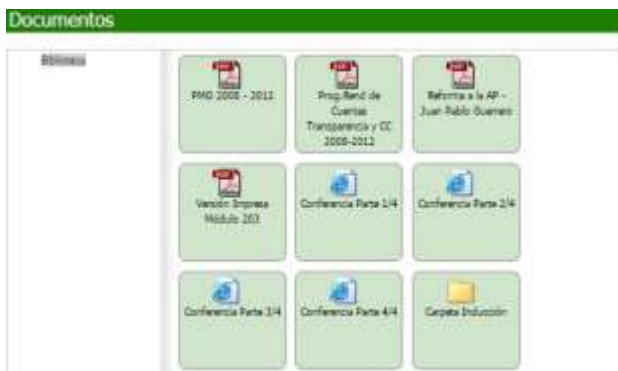 Documentos
Biblioteca
PMG 2008 - 2012
Prog.Rend de
Cuentas
Transparencia y CC
2008-2012
Reforma a la AP -
Juan Pablo Guerrero
Versión Impresa
Módulo 203
Conferencia Parte 1/4
Conferencia Parte 2/4
Conferencia Parte 3/4
Conferencia Parte 4/4
Carpeta Inducción